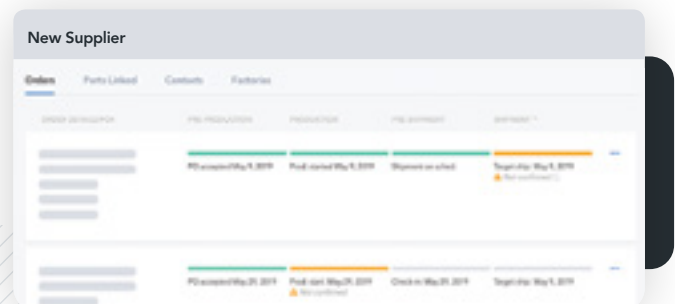 New Supplier
Orders Parts Linked Contacts Factories
PRE-PRODUCTION PRODUCTION PRE-SHIPMENT SHIPMENT
PO accepted May 9, 2019 Prod. started May 9, 2019 Shipment on sched. Target ship: May 9, 2019
Not confirmed
PO accepted May 29, 2019 Prod. start: May 29, 2019 Check-in: May 29, 2019 Target ship: May 9, 2019
Not confirmed